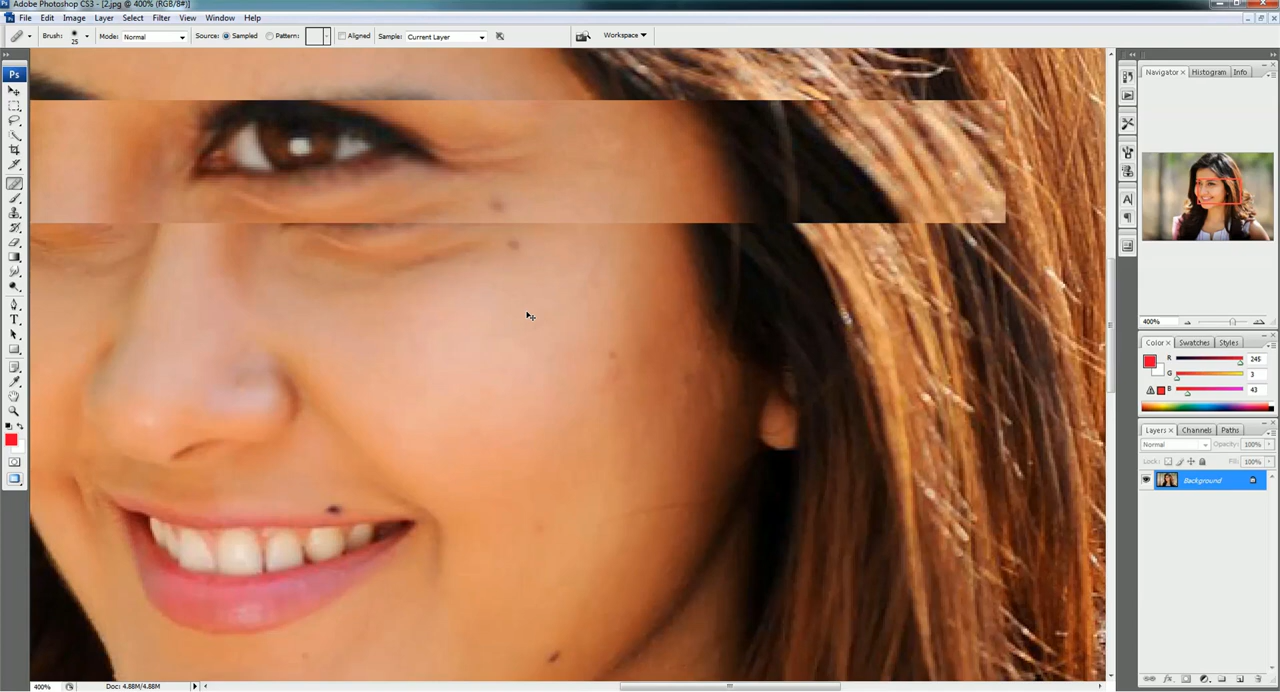 Adobe Photoshop CS3 - [2.jpg @ 400% (RGB/8#)]
File Edit Image Layer Select Filter View Window Help
Brush: 25 Mode: Normal Source: Sampled Pattern: Aligned Sample: Current Layer Workspace
Ps
Navigator × Histogram Info
T
A
400%
Color × Swatches Styles
R 245
G 3
B 43
Layers × Channels Paths
Normal Opacity: 100%
Lock: Fill: 100%
Background
400% Doc: 4.88M/4.88M